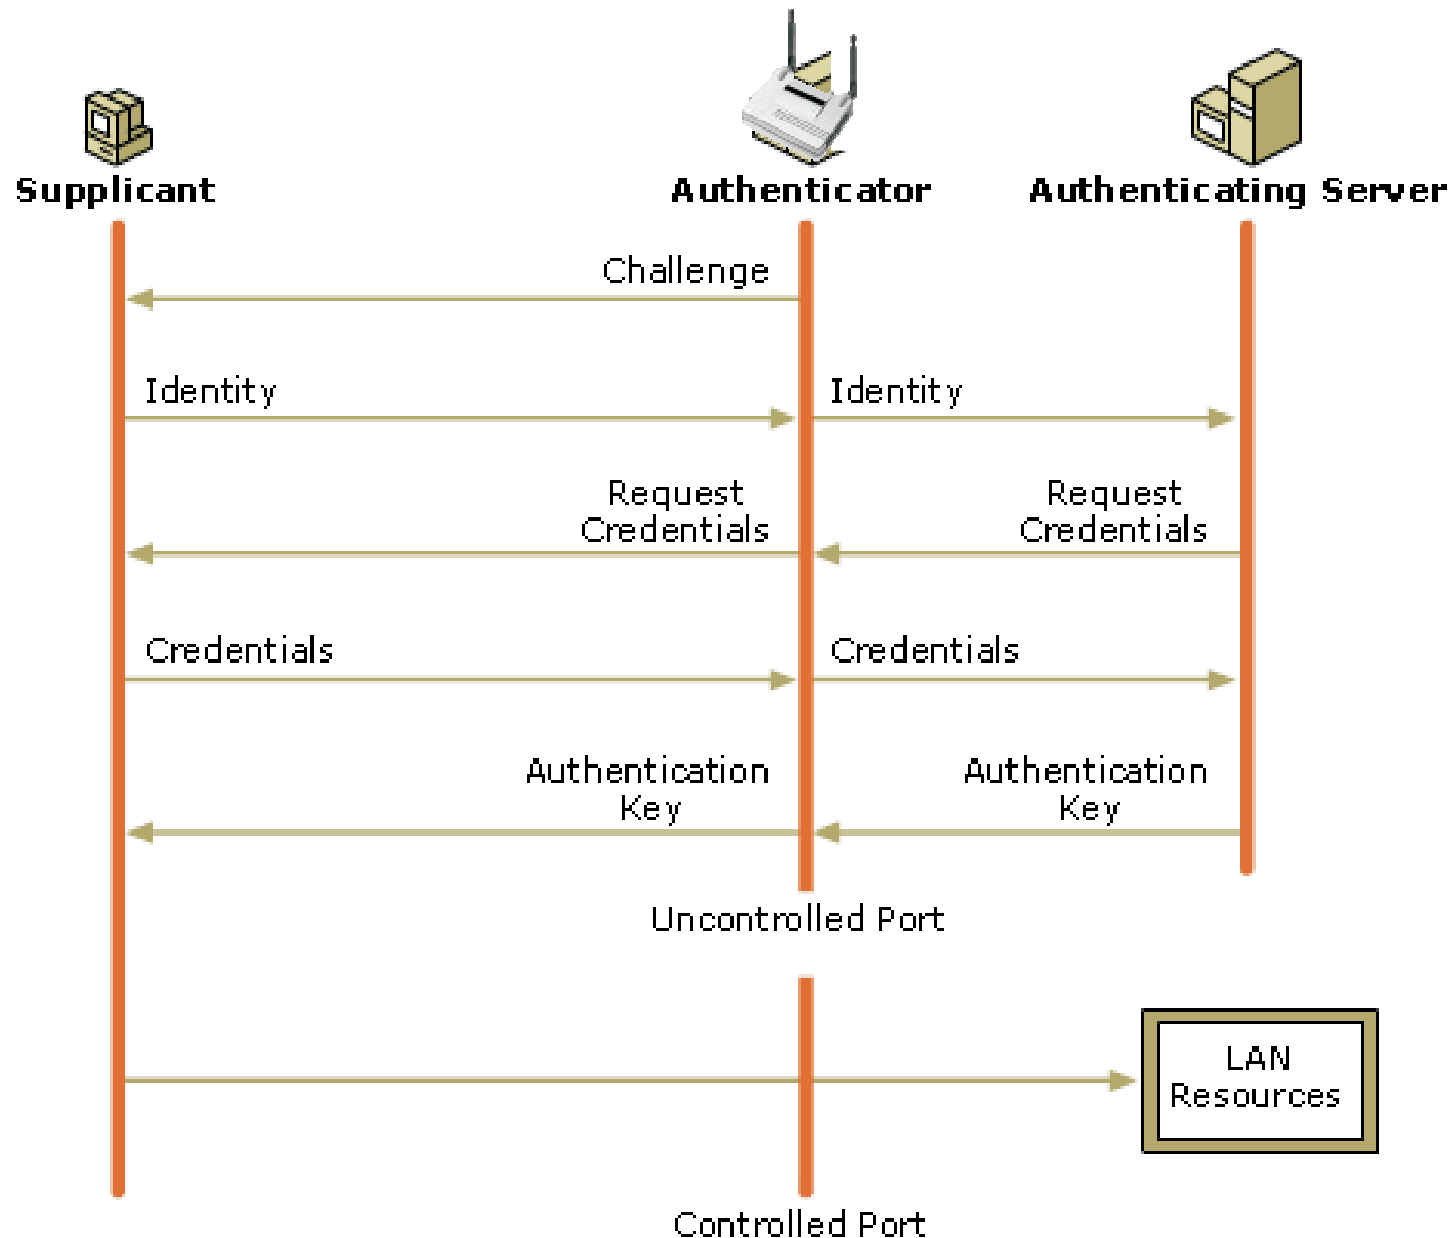 Supplicant
Authenticator
Authenticating Server
Challenge
Identity
Identity
Request
Credentials
Request
Credentials
Credentials
Credentials
Authentication
Key
Authentication
Key
Uncontrolled Port
LAN
Resources
Controlled Port